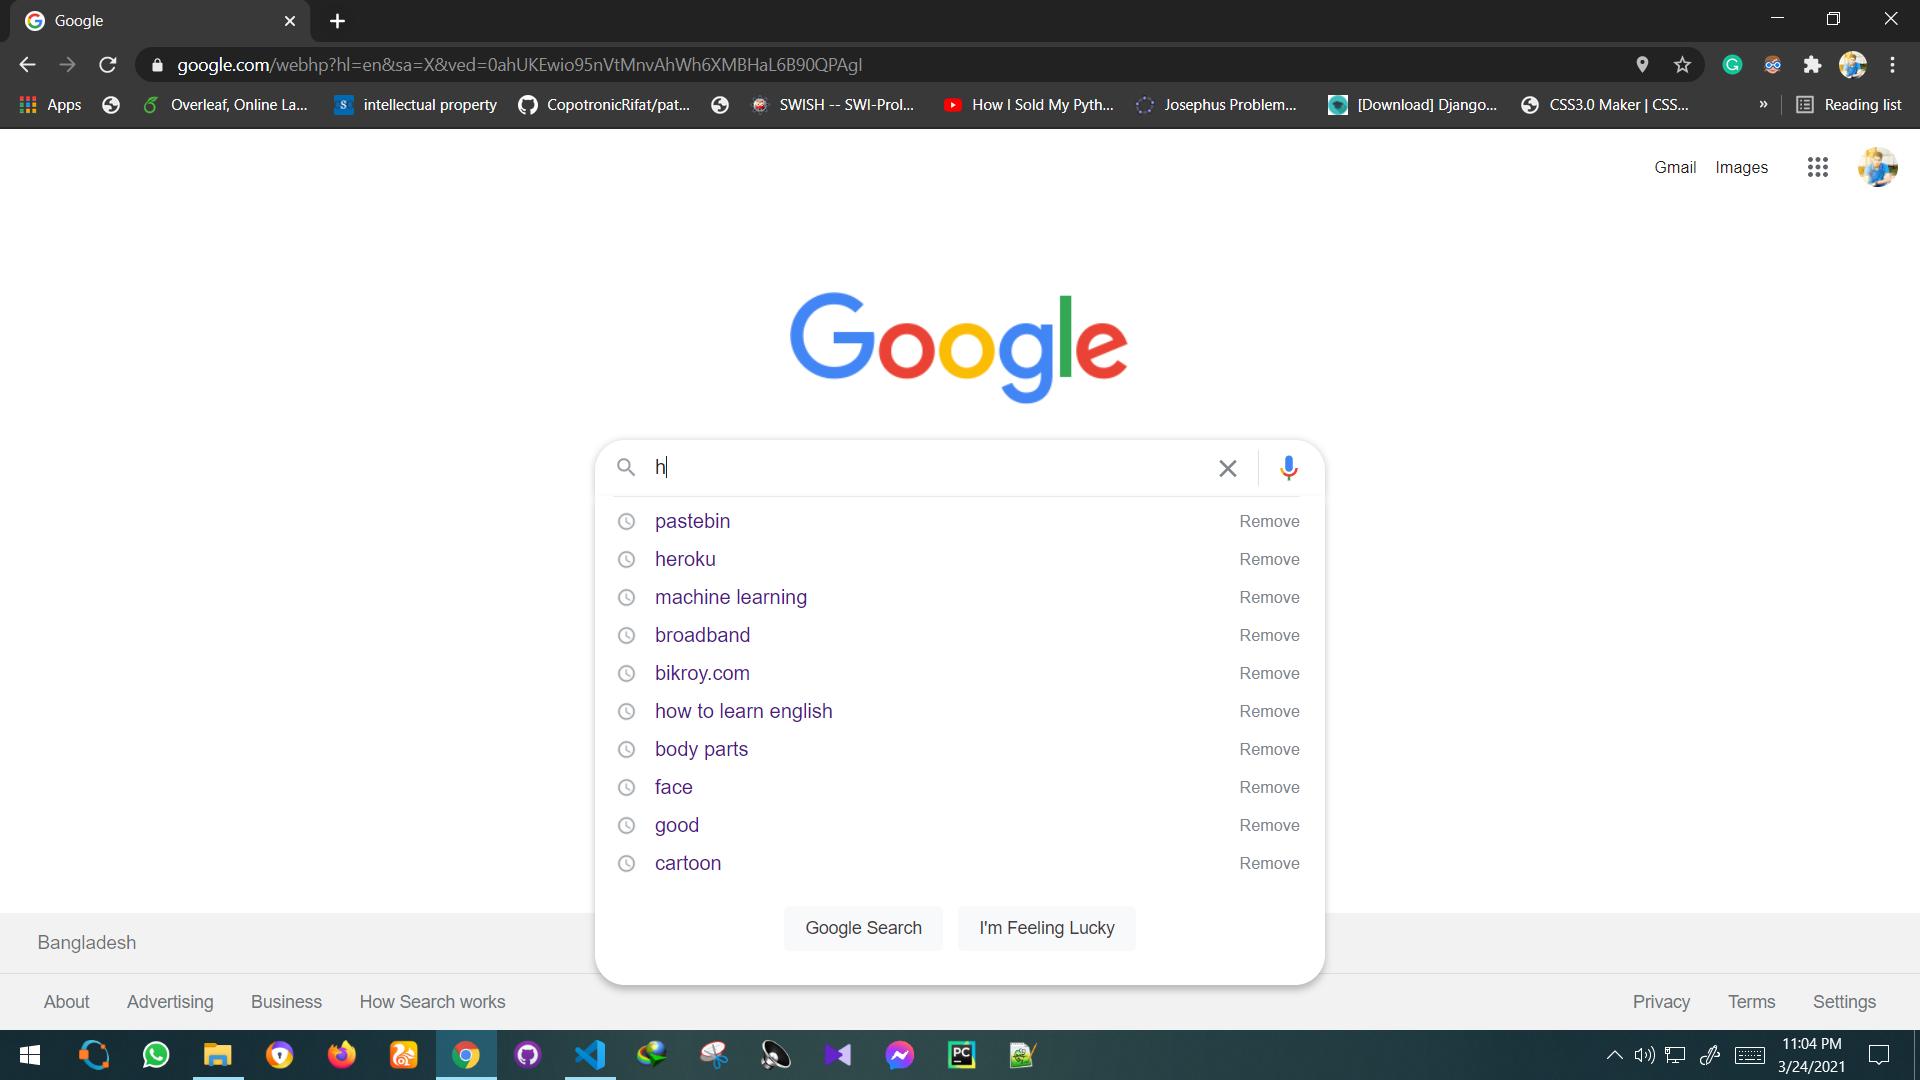 Google
google.com/webhp?hl=en&sa=X&ved=0ahUKEwio95nVtMnvAhWh6XMBHaL6B90QPAgI
Apps
Overleaf, Online La...
intellectual property
CopotronicRifat/pat...
SWISH -- SWI-Prol...
How I Sold My Pyth...
Josephus Problem...
[Download] Django...
CSS3.0 Maker | CSS...
»
Reading list
Gmail
Images
Google
h
pastebin Remove
heroku Remove
machine learning Remove
broadband Remove
bikroy.com Remove
how to learn english Remove
body parts Remove
face Remove
good Remove
cartoon Remove
Google Search
I'm Feeling Lucky
Bangladesh
About
Advertising
Business
How Search works
Privacy
Terms
Settings
PC
11:04 PM
3/24/2021